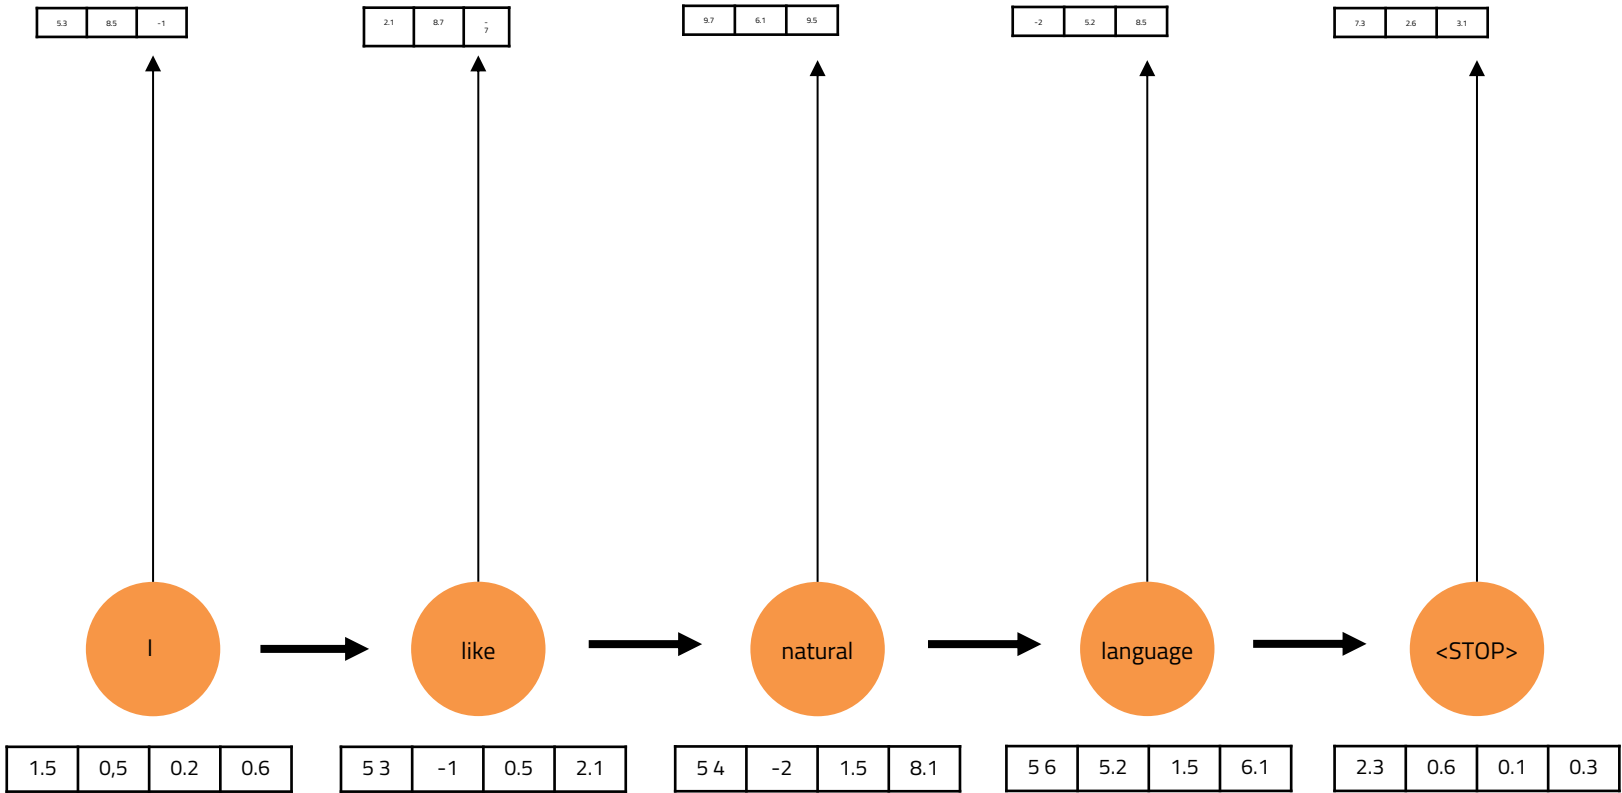 5.3 8.5 -1
2.1 8.7 -
7
9.7 6.1 9.5
-2 5.2 8.5
7.3 2.6 3.1
I
like
natural
language
<STOP>
1.5 0,5 0.2 0.6
5 3 -1 0.5 2.1
5 4 -2 1.5 8.1
5 6 5.2 1.5 6.1
2.3 0.6 0.1 0.3